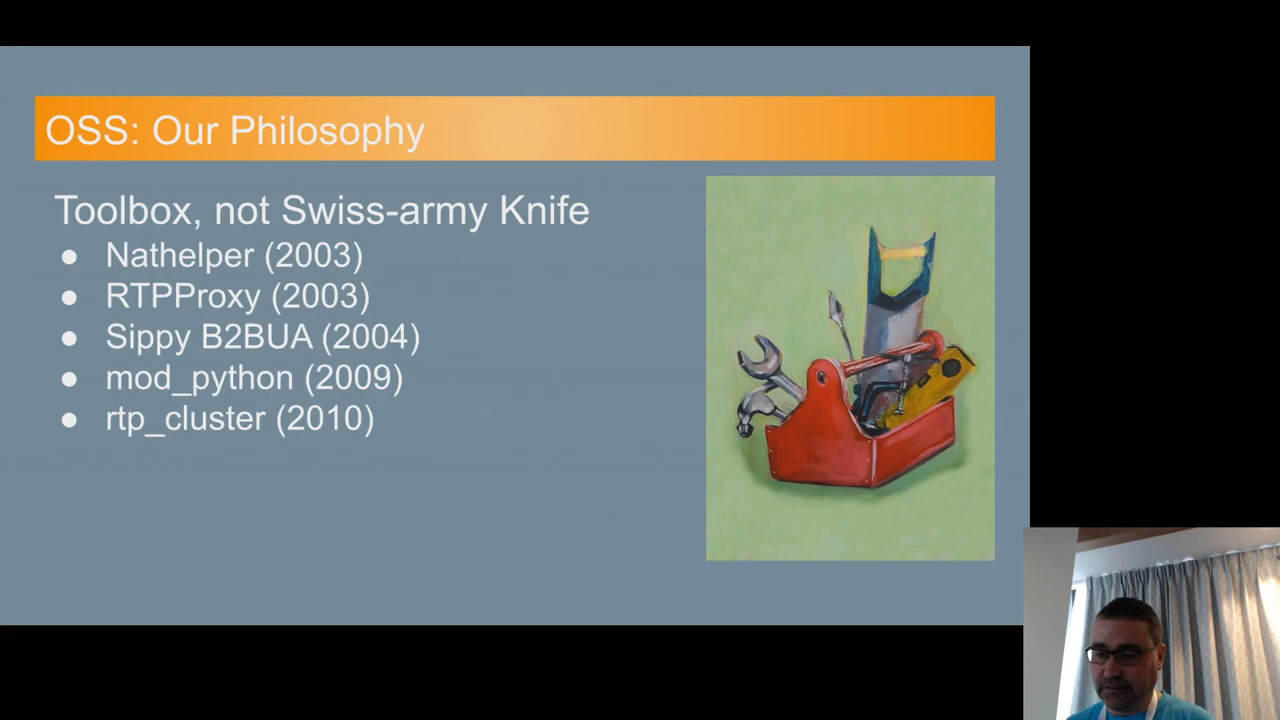 OSS: Our Philosophy
Toolbox, not Swiss-army Knife
● Nathelper (2003)
● RTPProxy (2003)
● Sippy B2BUA (2004)
● mod_python (2009)
● rtp_cluster (2010)